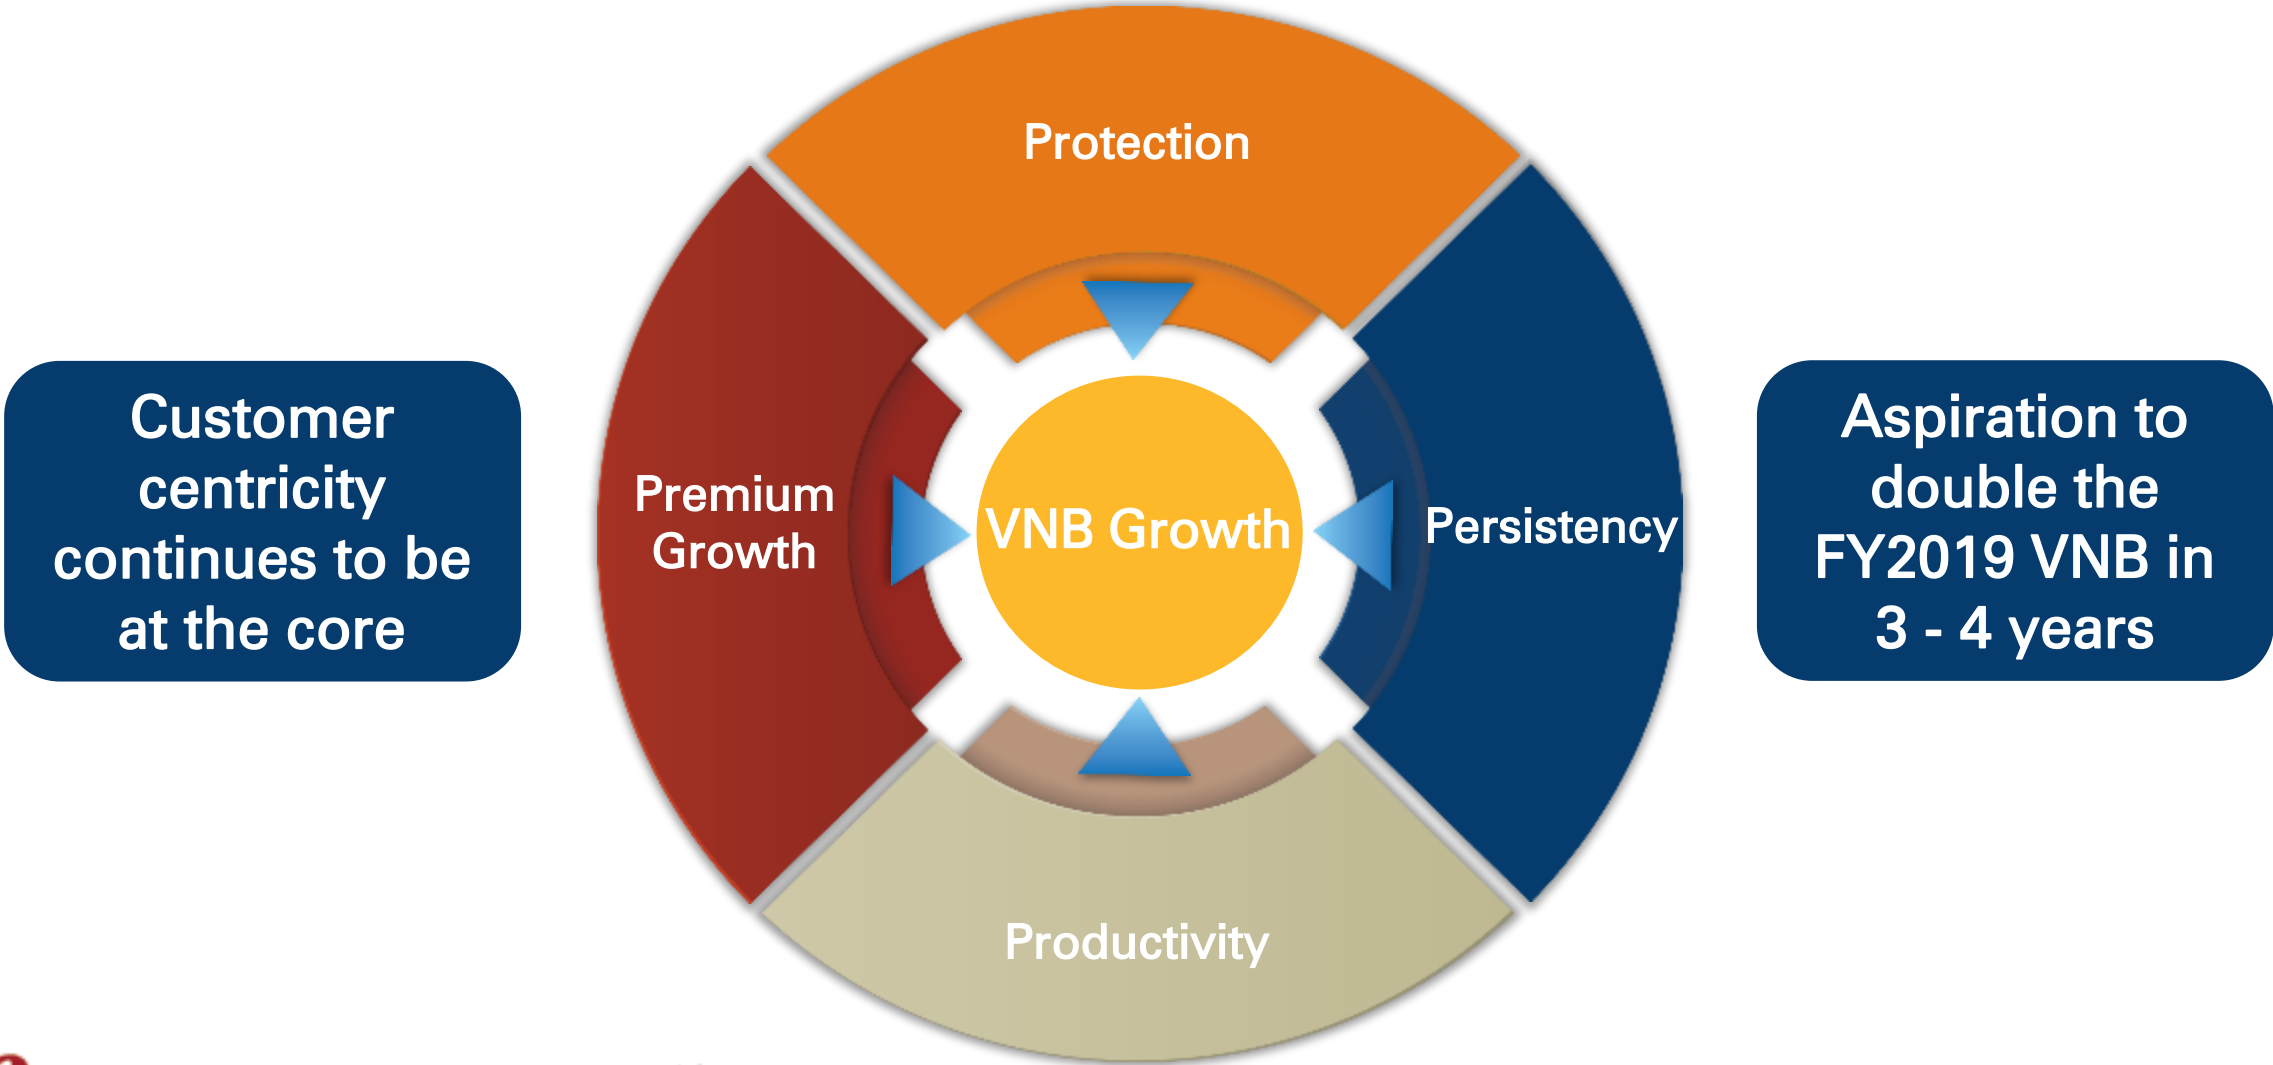 Protection
Customer
centricity
continues to be
at the core
Premium
Growth
VNB Growth
Persistency
Aspiration to
double the
FY2019 VNB in
3 - 4 years
Productivity